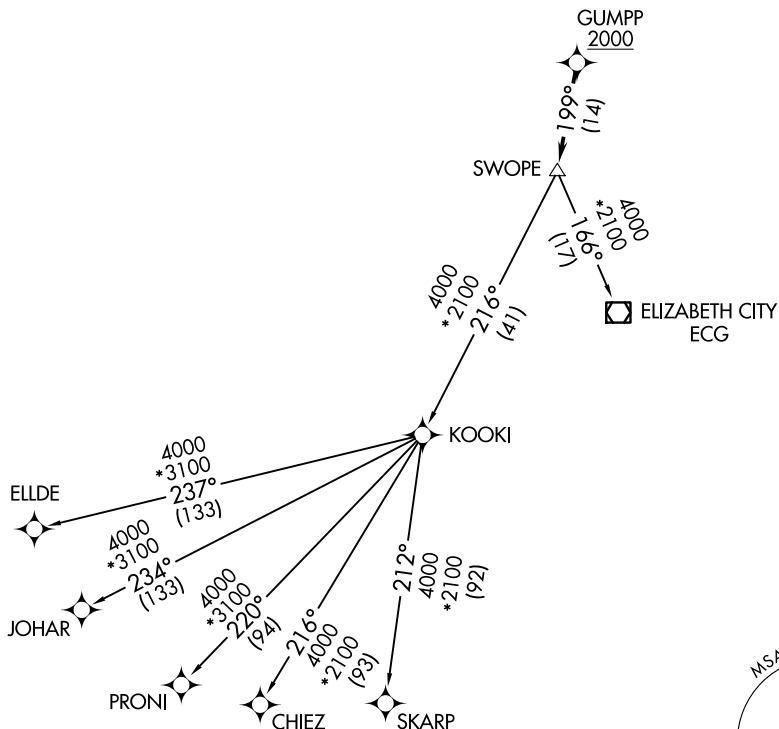 GUMPP
2000
199°
(14)
SWOPE
4000
*2100
166°
(17)
4000
*2100
216°
(41)
ELIZABETH CITY
ECG
KOOKI
4000
*3100
237°
(133)
ELLDE
4000
*3100
234°
(133)
JOHAR
4000
*3100
220°
(94)
PRONI
216°
4000
*2100
(93)
CHIEZ
212°
4000
*2100
(92)
SKARP
MSA